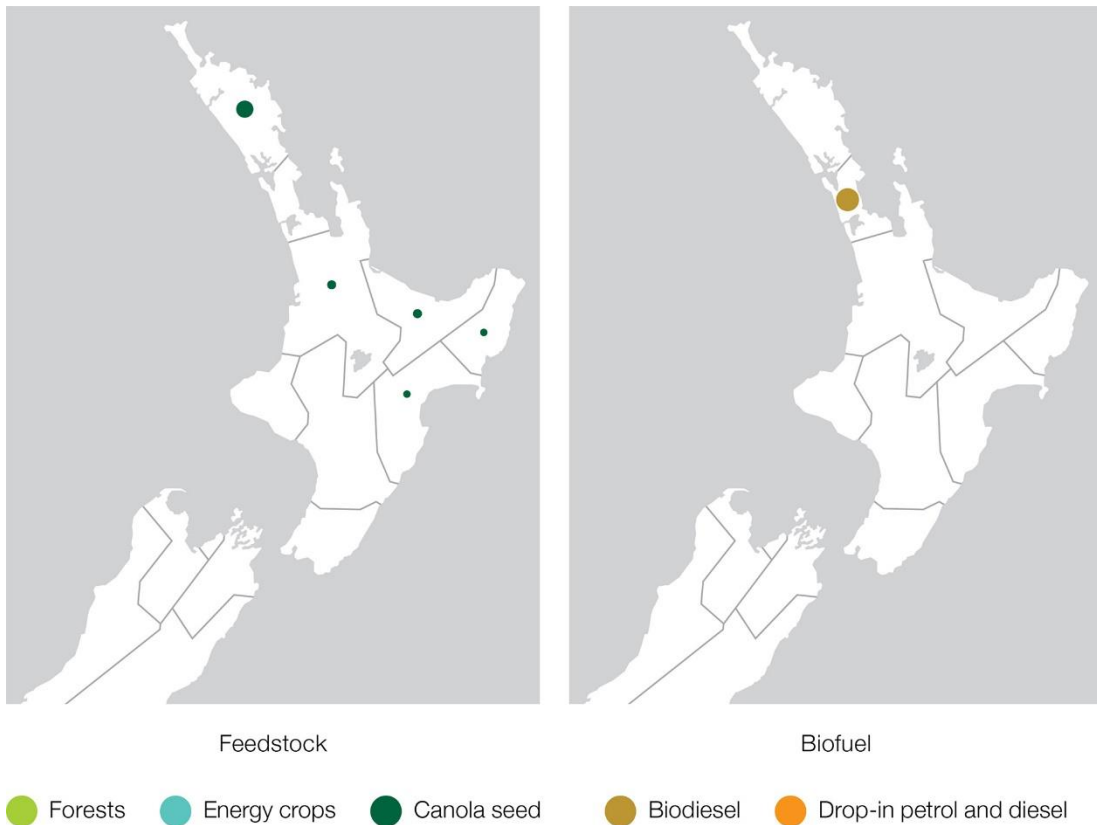 Feedstock
Biofuel
Forests
Energy crops
Canola seed
Biodiesel
Drop-in petrol and diesel